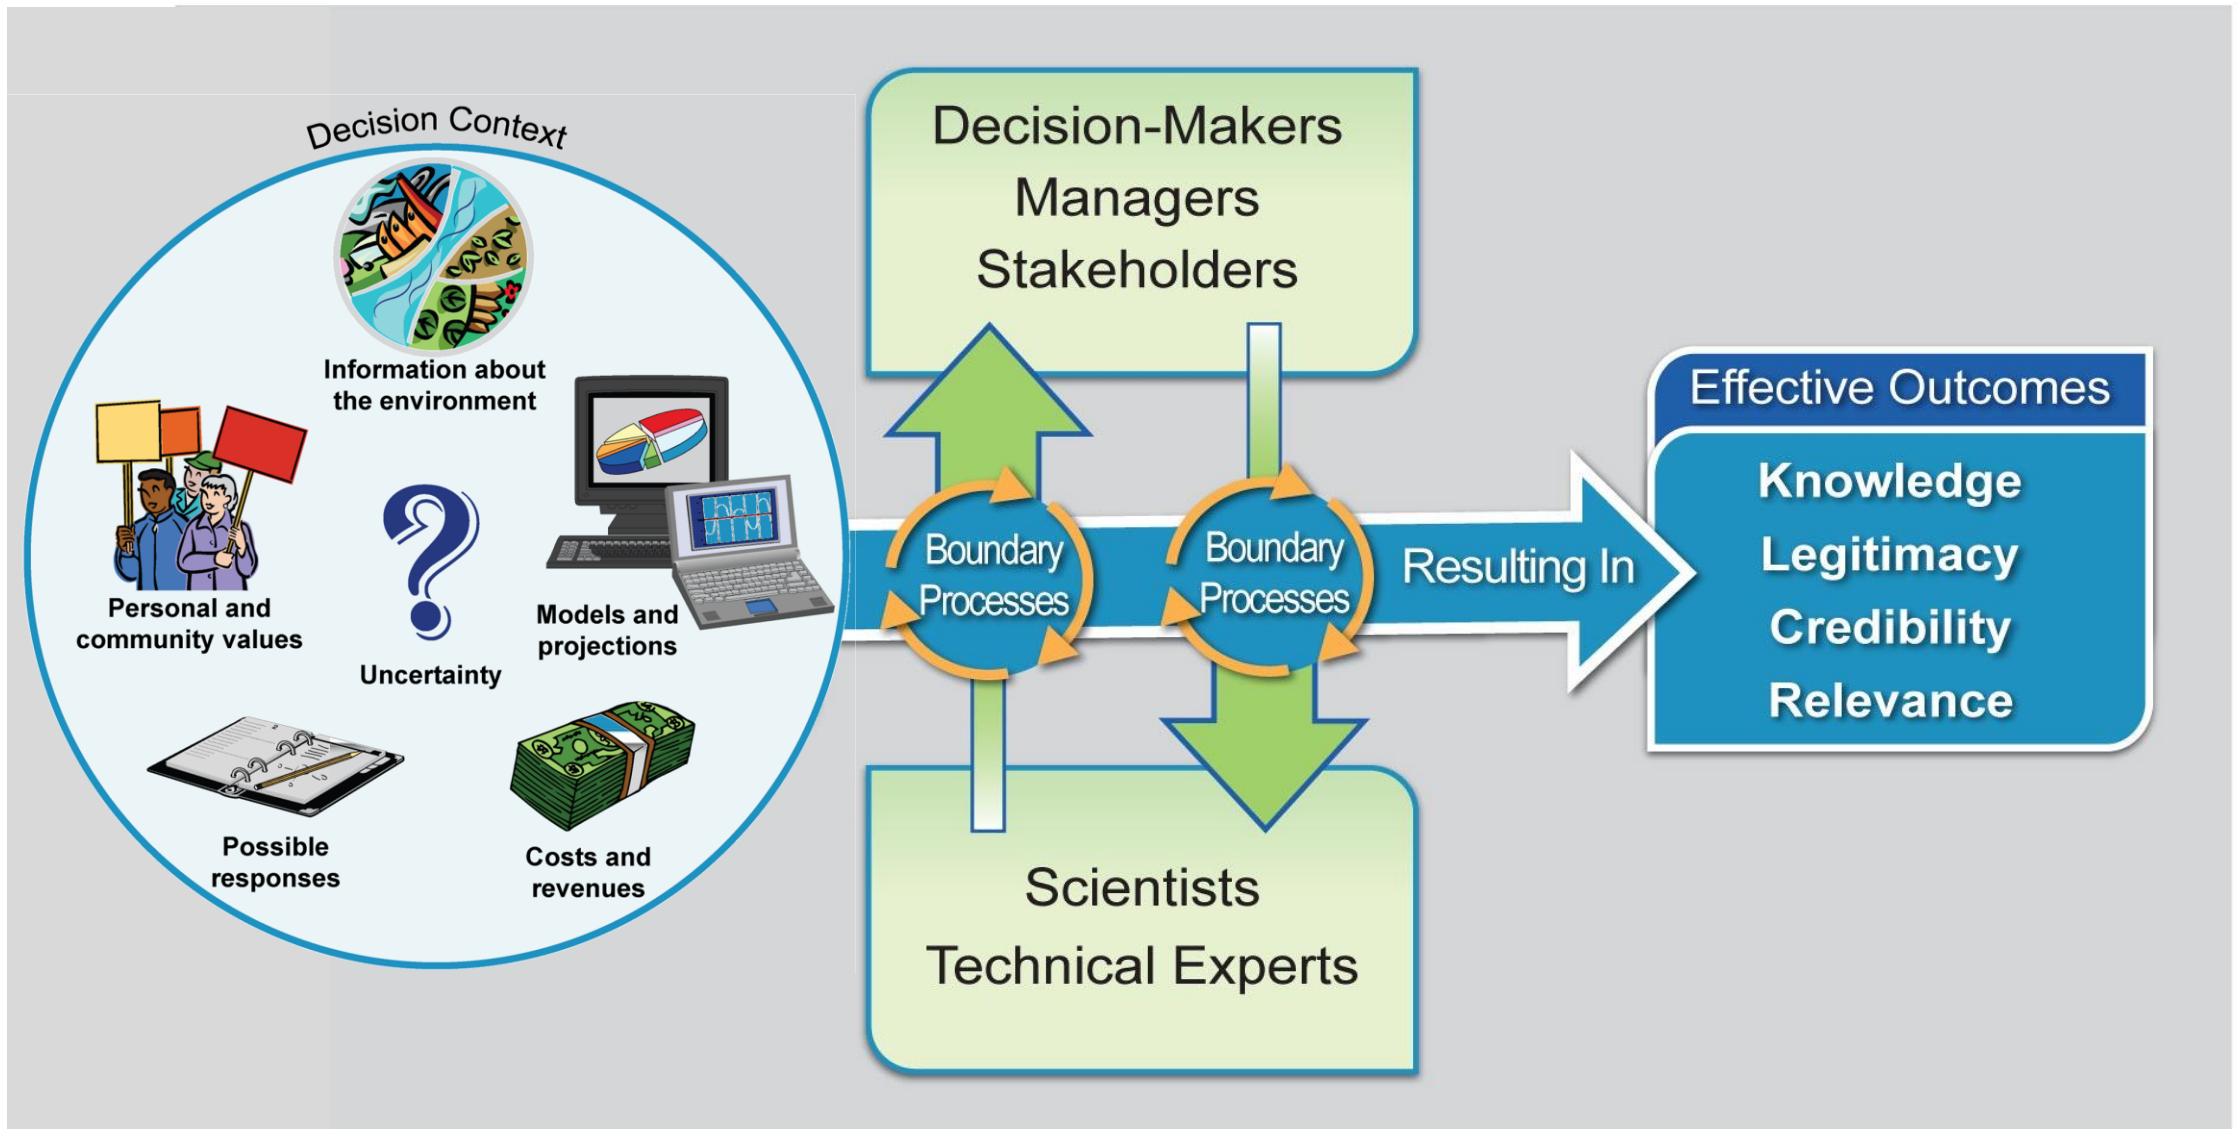 Decision Context
Information about
the environment
Personal and
community values
Uncertainty
Models and
projections
Possible
responses
Costs and
revenues
Decision-Makers
Managers
Stakeholders
Boundary
Processes
Boundary
Processes
Scientists
Technical Experts
Resulting In
Effective Outcomes
Knowledge
Legitimacy
Credibility
Relevance